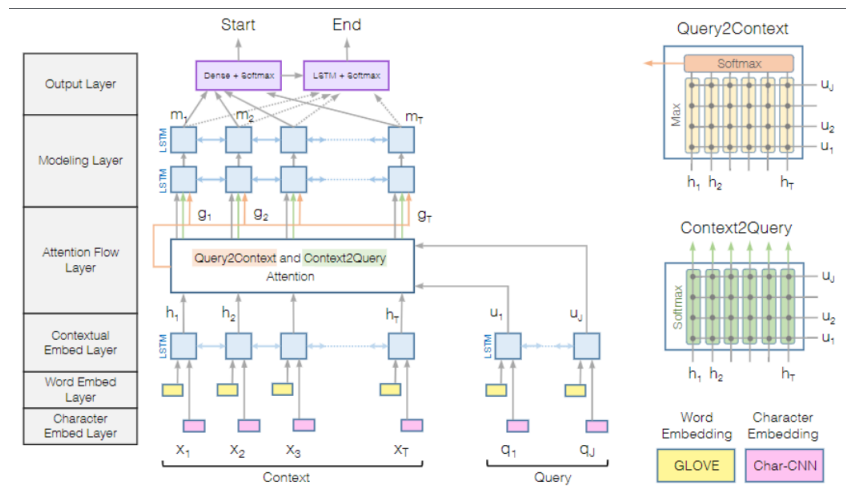 Start
End
Output Layer
Dense + Softmax
LSTM + Softmax
m1
m2
mT
Modeling Layer
LSTM
LSTM
g1
g2
gT
Attention Flow
Layer
Query2Context and Context2Query
Attention
h1
h2
hT
u1
uJ
Contextual
Embed Layer
LSTM
LSTM
Word Embed
Layer
Character
Embed Layer
x1
x2
x3
xT
q1
qJ
Context
Query
Query2Context
Softmax
Max
uJ
u2
u1
h1
h2
hT
Context2Query
Softmax
uJ
u2
u1
h1
h2
hT
Word
Embedding
GLOVE
Character
Embedding
Char-CNN